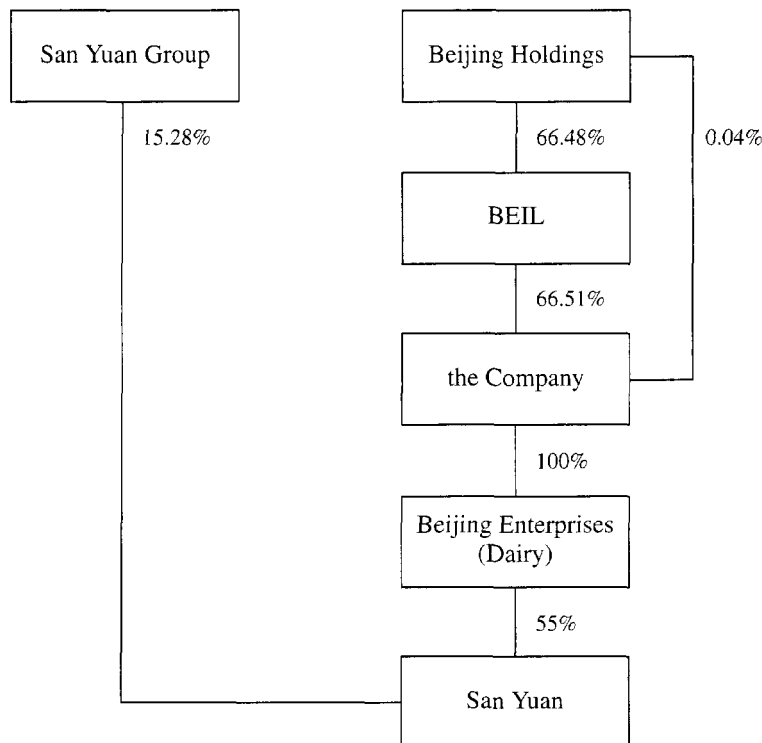 San Yuan Group
Beijing Holdings
15.28%
66.48%
0.04%
BEIL
66.51%
the Company
100%
Beijing Enterprises
(Dairy)
55%
San Yuan